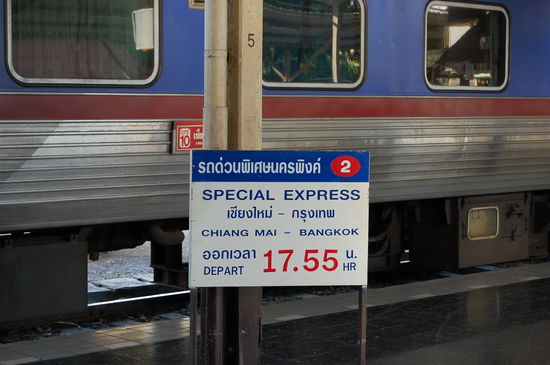 5
10
รถด่วนพิเศษนครพิงค์ 2
SPECIAL EXPRESS
เชียงใหม่ - กรุงเทพ
CHIANG MAI - BANGKOK
ออกเวลา 17.55 น.
DEPART HR